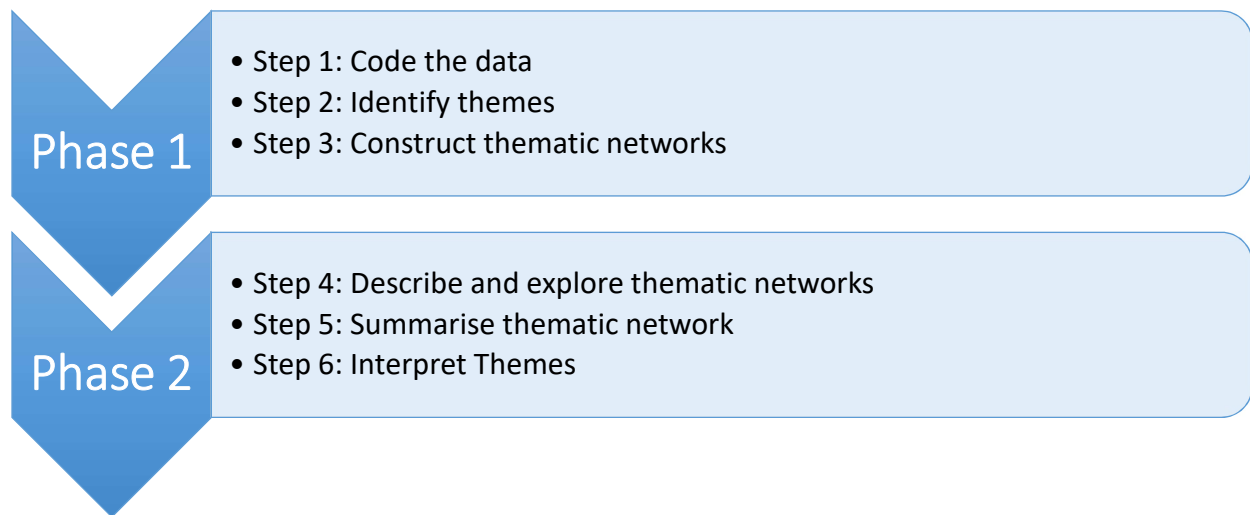 Phase 1
• Step 1: Code the data
• Step 2: Identify themes
• Step 3: Construct thematic networks
Phase 2
• Step 4: Describe and explore thematic networks
• Step 5: Summarise thematic network
• Step 6: Interpret Themes